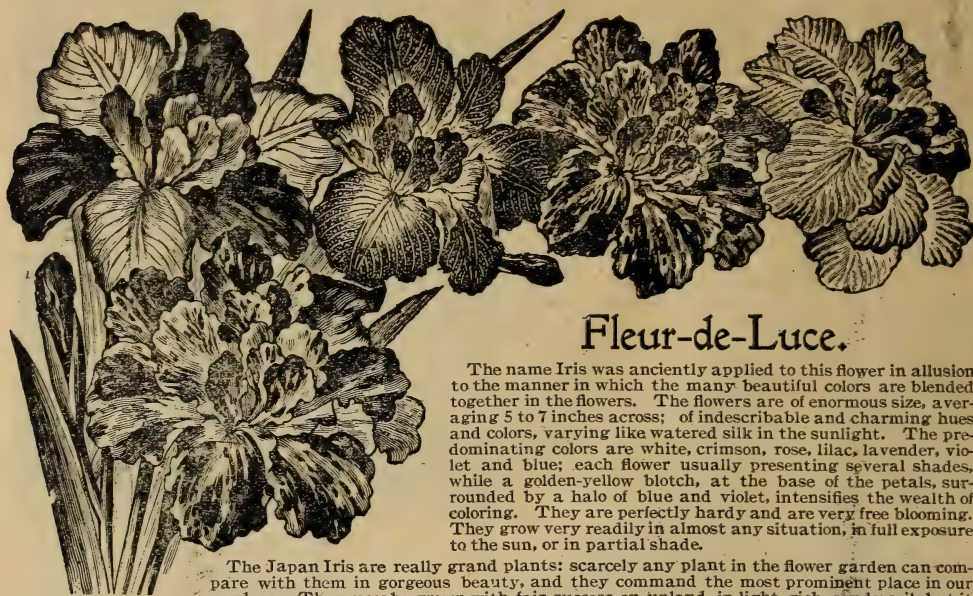 Fleur-de-Luce.
The name Iris was anciently applied to this flower in allusion
to the manner in which the many beautiful colors are blended
together in the flowers. The flowers are of enormous size, aver-
aging 5 to 7 inches across; of indescribable and charming hues
and colors, varying like watered silk in the sunlight. The pre-
dominating colors are white, crimson, rose, lilac, lavender, vio-
let and blue; each flower usually presenting several shades,
while a golden-yellow blotch, at the base of the petals, sur-
rounded by a halo of blue and violet, intensifies the wealth of
coloring. They are perfectly hardy and are very free blooming.
They grow very readily in almost any situation, in full exposure
to the sun, or in partial shade.
The Japan Iris are really grand plants: scarcely any plant in the flower garden can com-
pare with them in gorgeous beauty, and they command the most prominent place in our